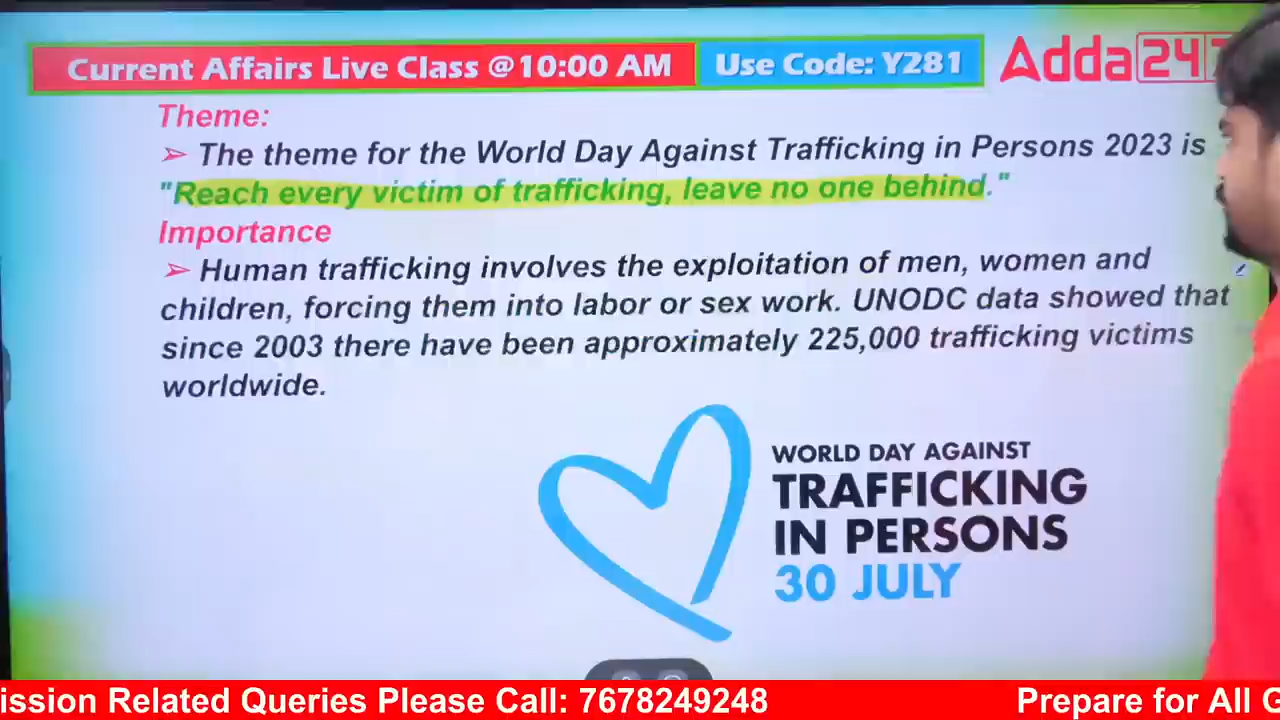 Current Affairs Live Class @10:00 AM
Use Code: Y281
Adda247
Theme:
➢ The theme for the World Day Against Trafficking in Persons 2023 is
"Reach every victim of trafficking, leave no one behind."
Importance
➢ Human trafficking involves the exploitation of men, women and
children, forcing them into labor or sex work. UNODC data showed that
since 2003 there have been approximately 225,000 trafficking victims
worldwide.
WORLD DAY AGAINST
TRAFFICKING
IN PERSONS
30 JULY
ission Related Queries Please Call: 7678249248
Prepare for All G